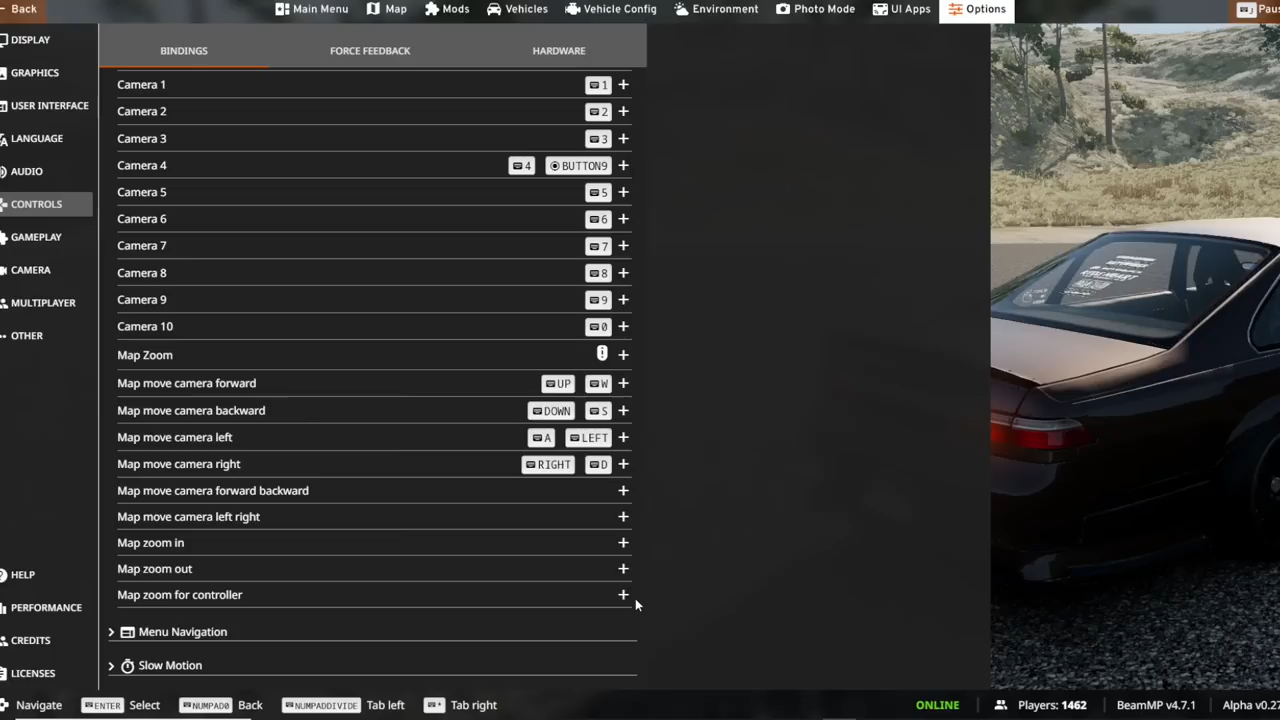 Back Main Menu Map Mods Vehicles Vehicle Config Environment Photo Mode UI Apps Options J Paus
DISPLAY
GRAPHICS
USER INTERFACE
LANGUAGE
AUDIO
CONTROLS
GAMEPLAY
CAMERA
MULTIPLAYER
OTHER
HELP
PERFORMANCE
CREDITS
LICENSES
BINDINGS FORCE FEEDBACK HARDWARE
Camera 1 1 +
Camera 2 2 +
Camera 3 3 +
Camera 4 4 BUTTON9 +
Camera 5 5 +
Camera 6 6 +
Camera 7 7 +
Camera 8 8 +
Camera 9 9 +
Camera 10 0 +
Map Zoom +
Map move camera forward UP W +
Map move camera backward DOWN S +
Map move camera left A LEFT +
Map move camera right RIGHT D +
Map move camera forward backward +
Map move camera left right +
Map zoom in +
Map zoom out +
Map zoom for controller +
Menu Navigation
Slow Motion
Navigate ENTER Select NUMPAD0 Back NUMPADDIVIDE Tab left * Tab right ONLINE Players: 1462 BeamMP v4.7.1 Alpha v0.27